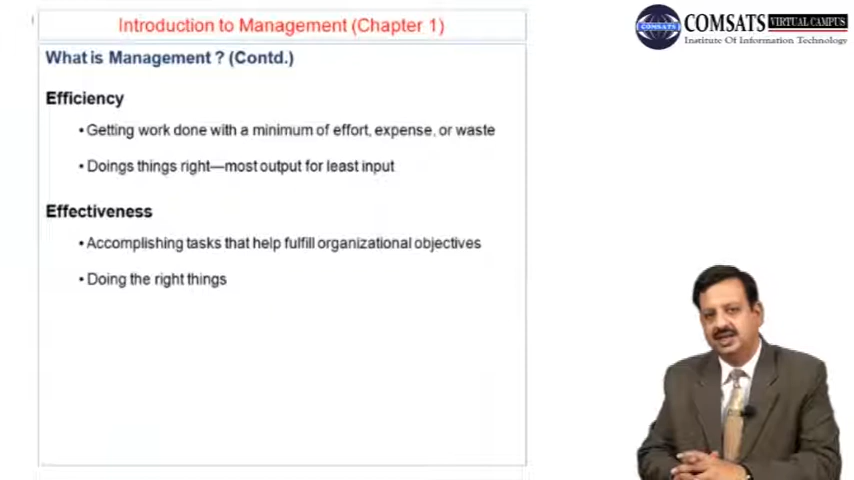 Introduction to Management (Chapter 1)
COMSATS VIRTUAL CAMPUS
Institute Of Information Technology
COMSATS
What is Management ? (Contd.)
Efficiency
• Getting work done with a minimum of effort, expense, or waste
• Doings things right—most output for least input
Effectiveness
• Accomplishing tasks that help fulfill organizational objectives
• Doing the right things